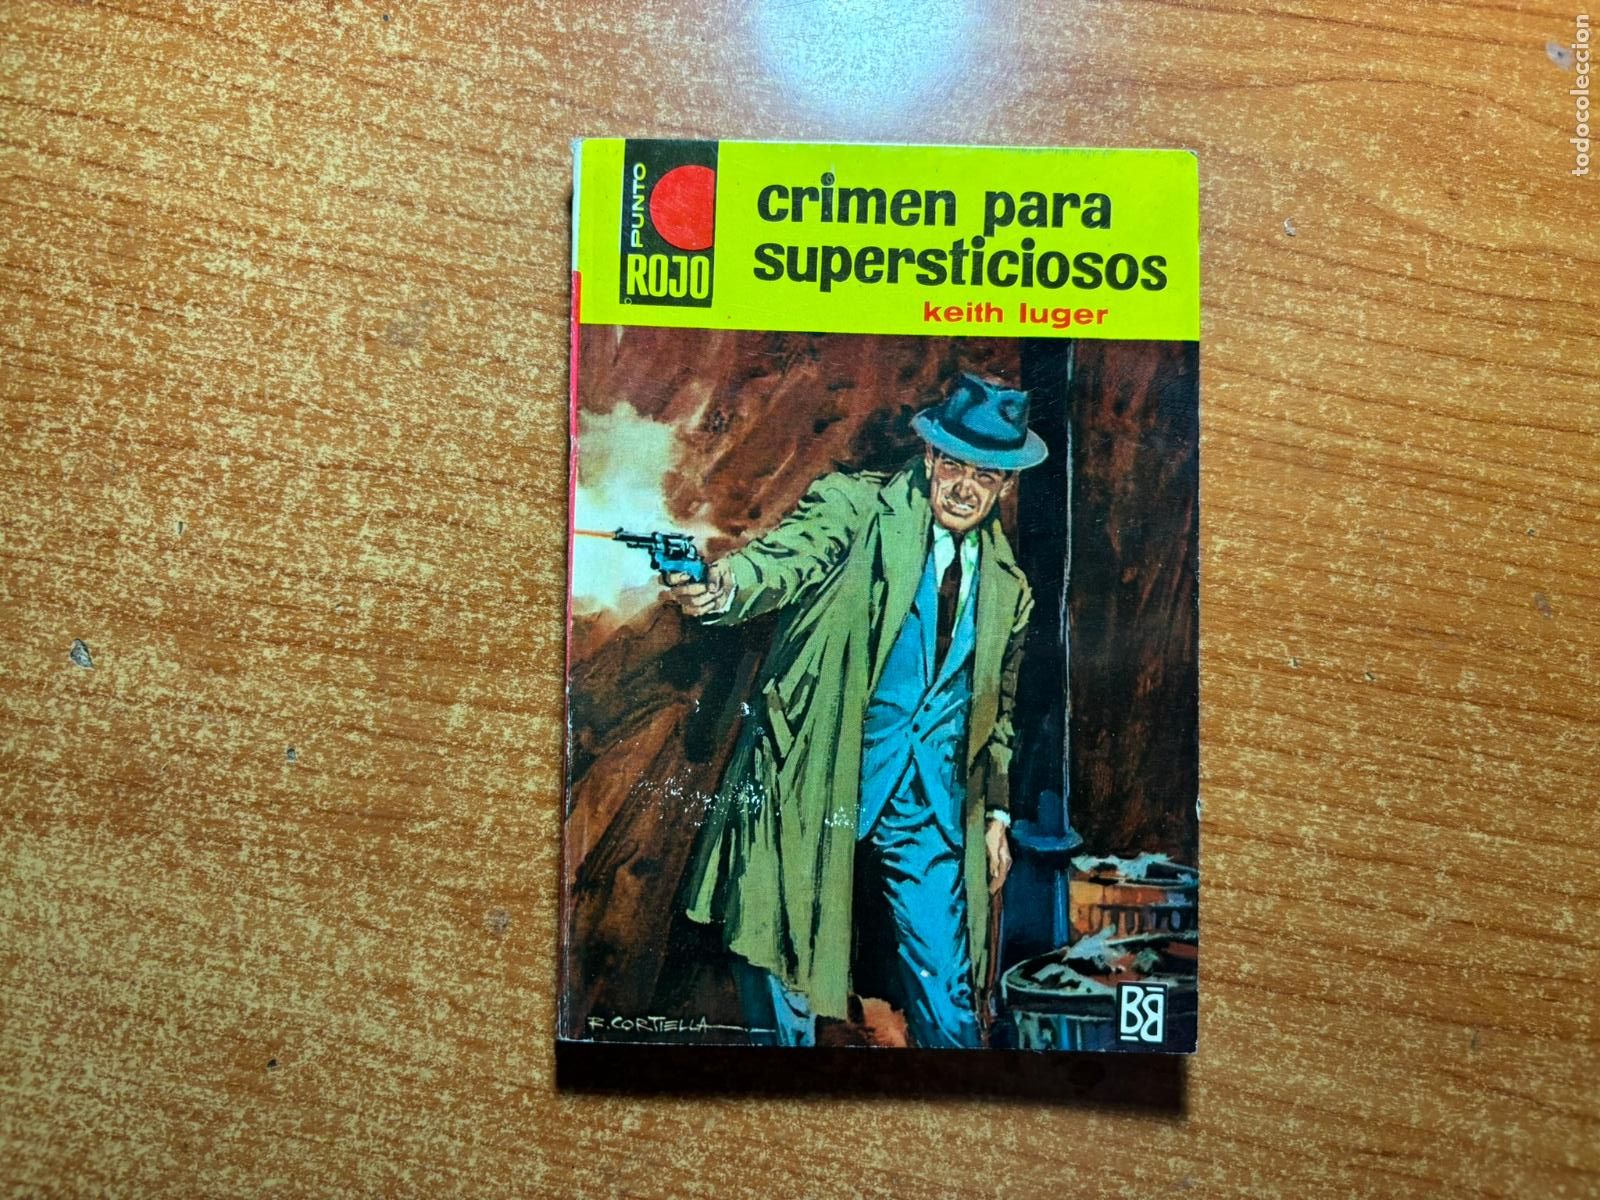 PUNTO
ROJO
crimen para
supersticiosos
keith luger
R. CORTIELLA
BB
todocoleccion